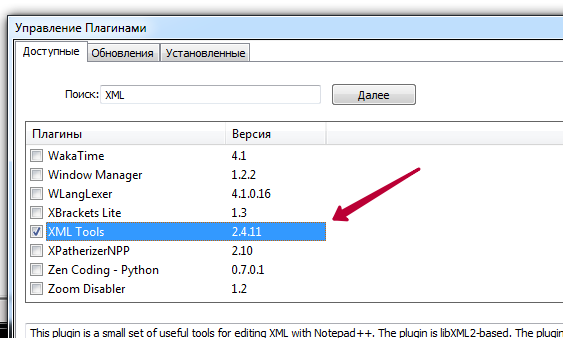 Управление Плагинами
Доступные Обновления Установленные
Поиск: XML Далее
Плагины Версия
WakaTime 4.1
Window Manager 1.2.2
WLangLexer 4.1.0.16
XBrackets Lite 1.3
XML Tools 2.4.11
XPatherizerNPP 2.10
Zen Coding - Python 0.7.0.1
Zoom Disabler 1.2
This plugin is a small set of useful tools for editing XML with Notepad++. The plugin is libXML2-based. The plugin